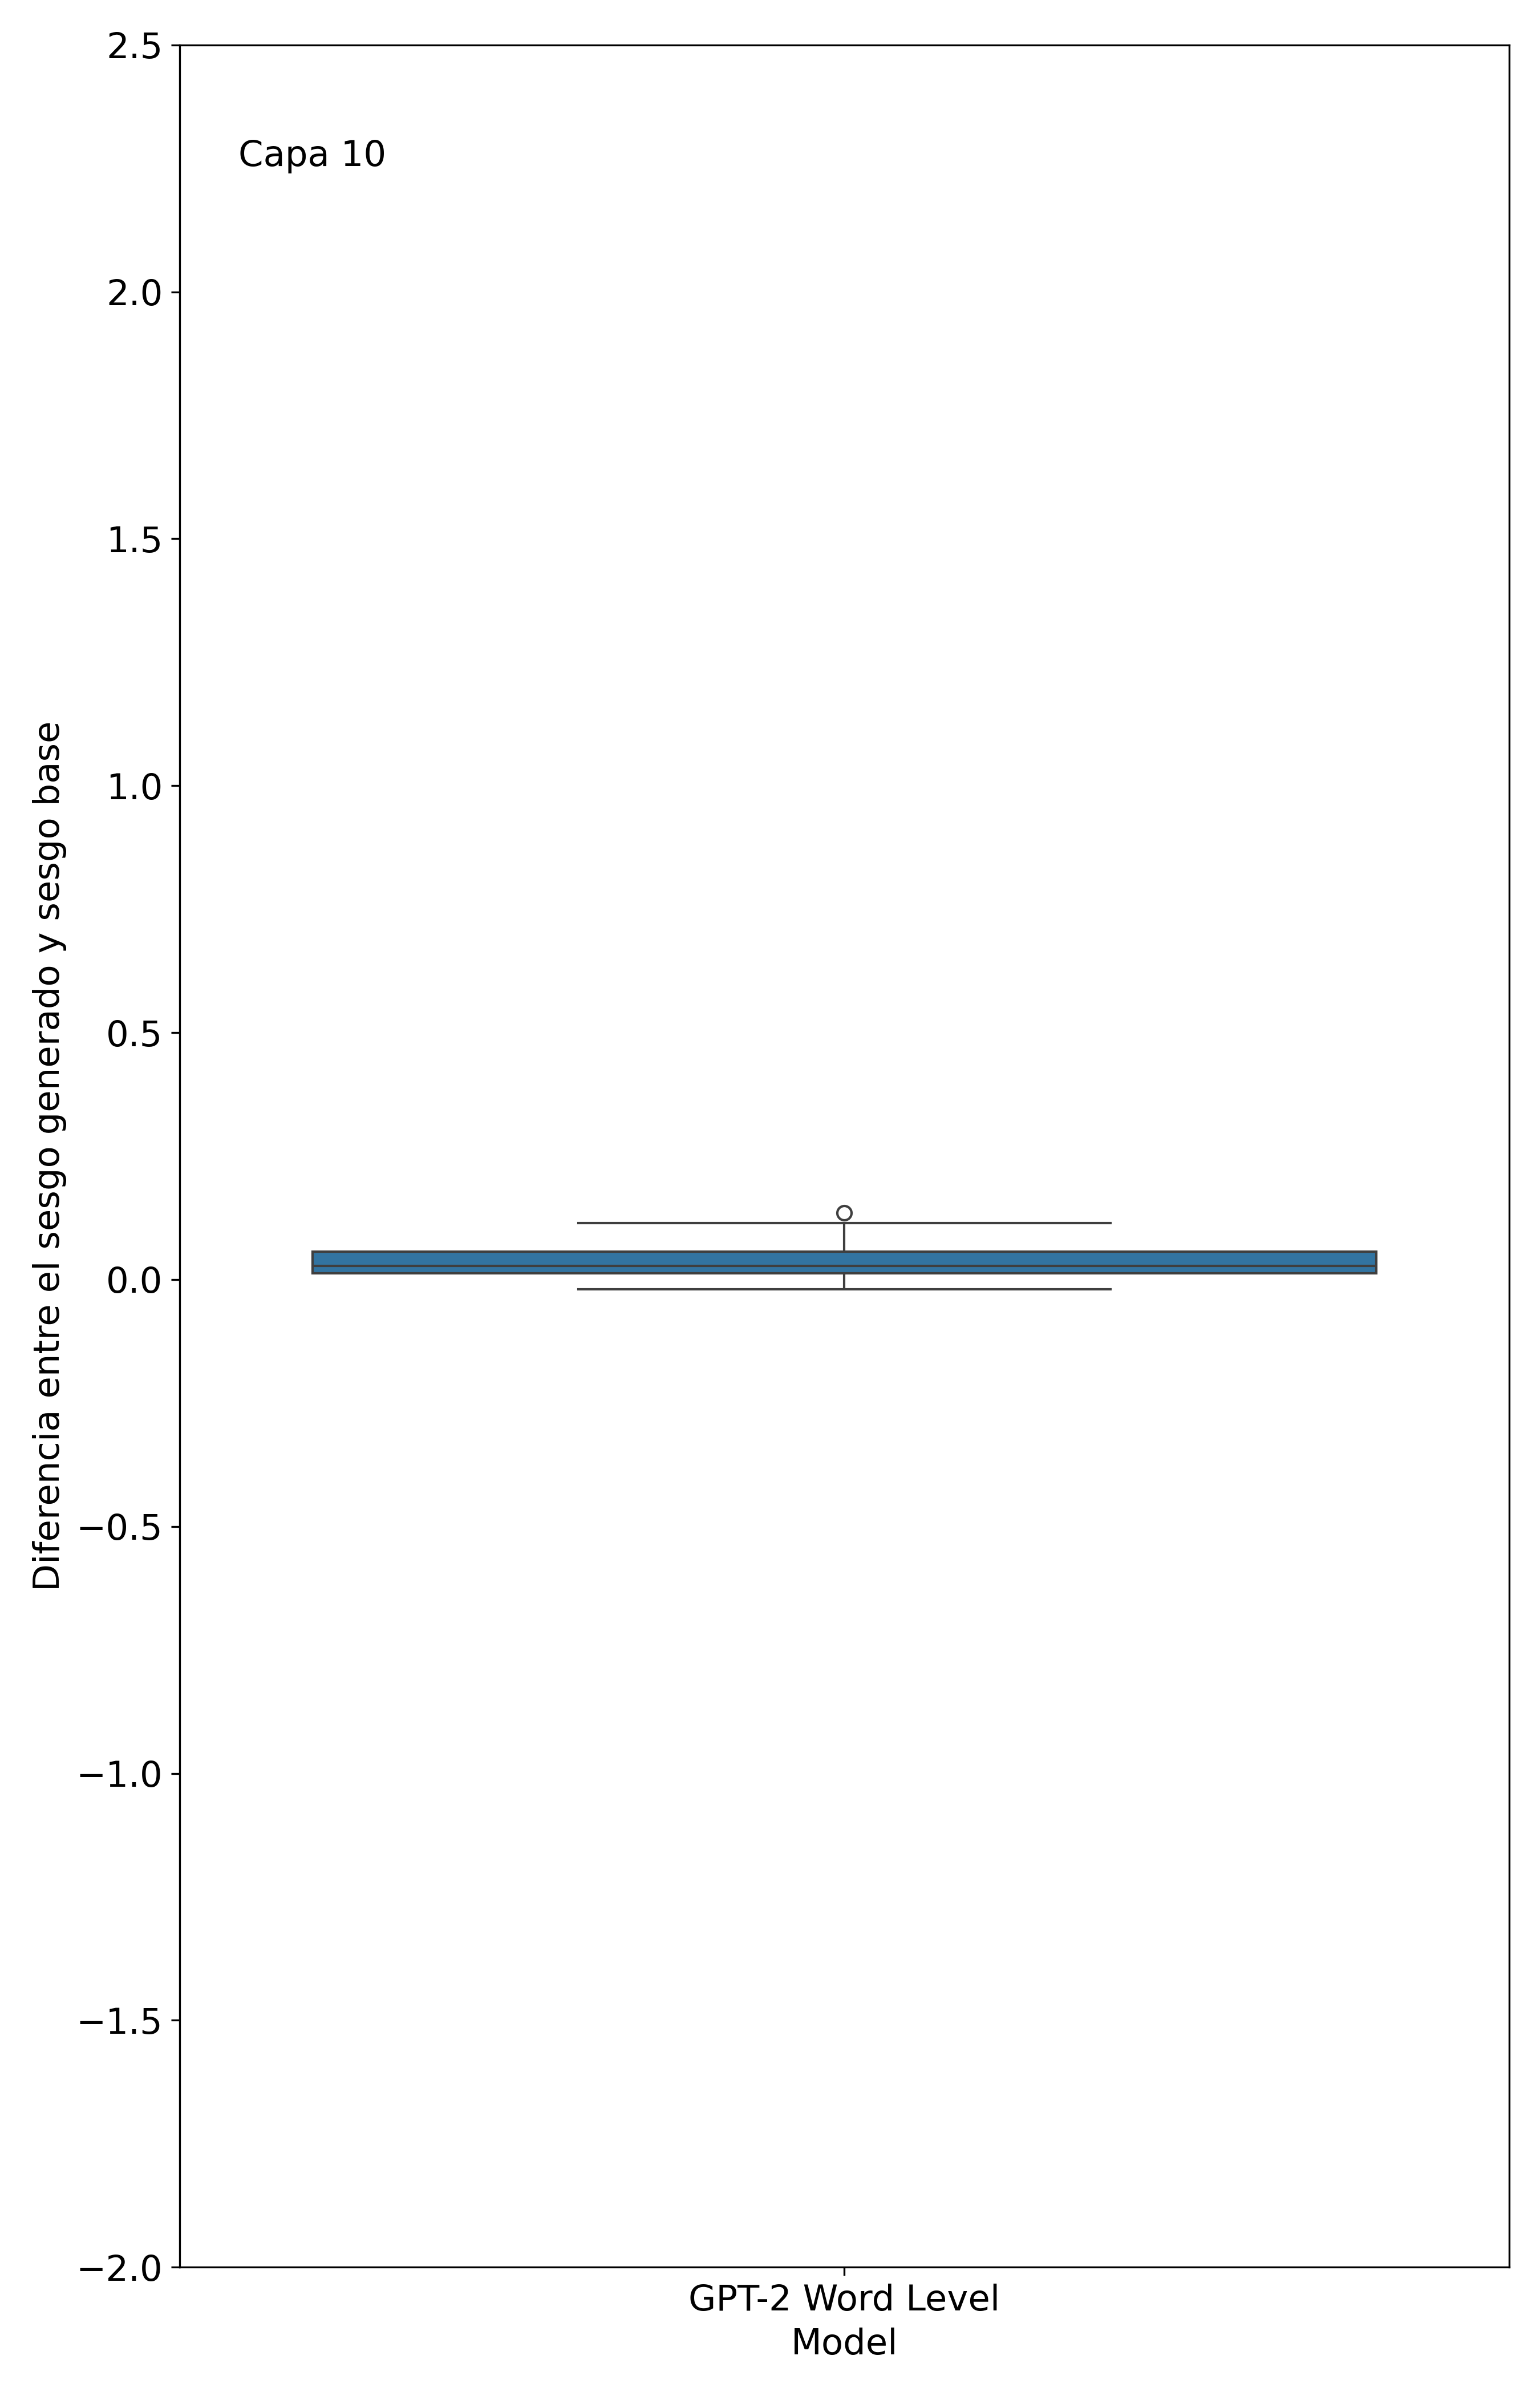 2.5
Capa 10
2.0
1.5
1.0
0.5
0.0
−0.5
−1.0
−1.5
−2.0
Diferencia entre el sesgo generado y sesgo base
GPT-2 Word Level
Model